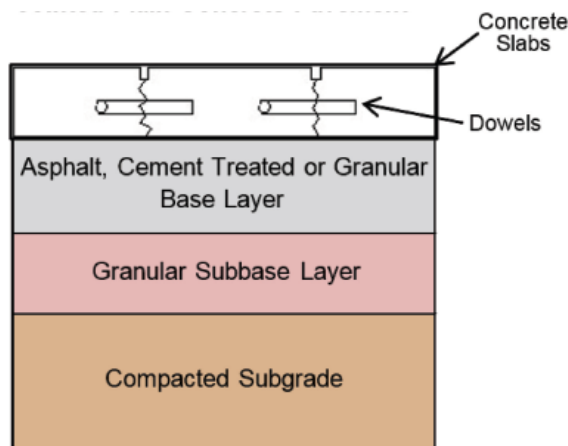 Concrete
Slabs
Dowels
Asphalt, Cement Treated or Granular
Base Layer
Granular Subbase Layer
Compacted Subgrade